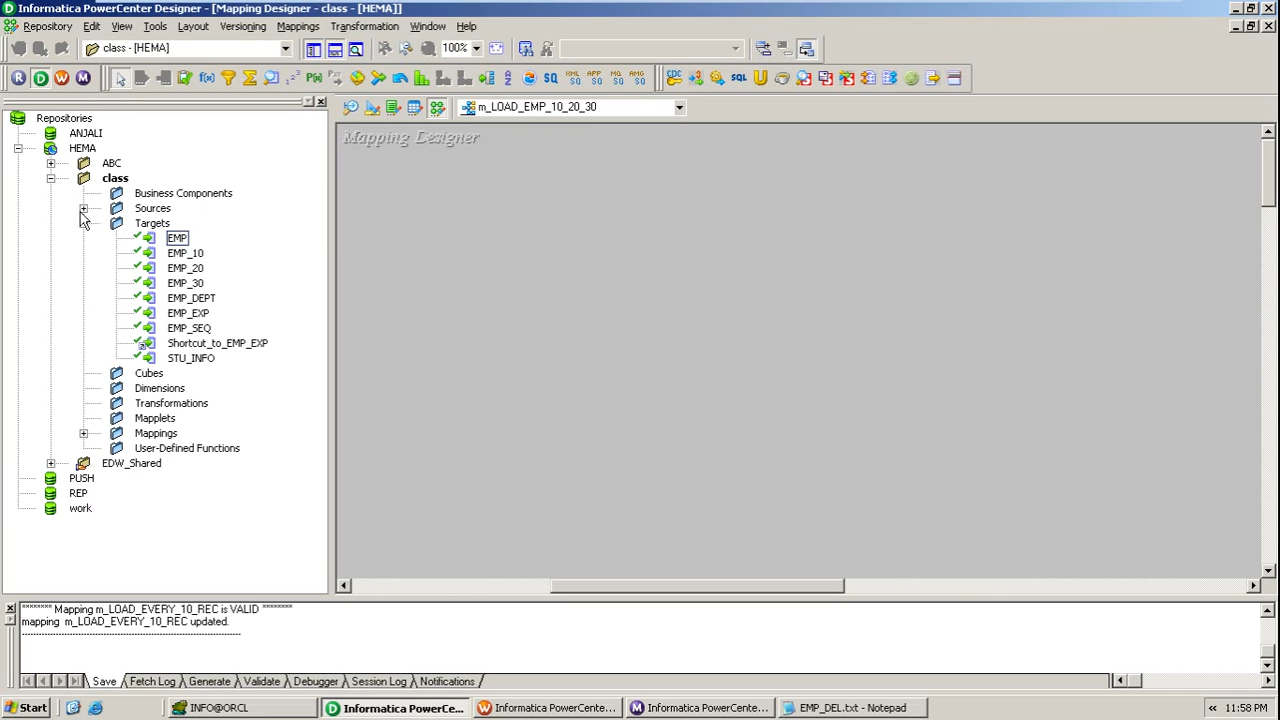 Informatica PowerCenter Designer - [Mapping Designer - class - [HEMA]]
Repository Edit View Tools Layout Versioning Mappings Transformation Window Help
class - [HEMA] 100%
m_LOAD_EMP_10_20_30
Mapping Designer
Repositories
ANJALI
HEMA
ABC
class
Business Components
Sources
Targets
EMP
EMP_10
EMP_20
EMP_30
EMP_DEPT
EMP_EXP
EMP_SEQ
Shortcut_to_EMP_EXP
STU_INFO
Cubes
Dimensions
Transformations
Mapplets
Mappings
User-Defined Functions
EDW_Shared
PUSH
REP
work
******** Mapping m_LOAD_EVERY_10_REC is VALID ********
mapping m_LOAD_EVERY_10_REC updated.
Save Fetch Log Generate Validate Debugger Session Log Notifications
Start INFO@ORCL Informatica PowerCe... Informatica PowerCente... Informatica PowerCente... EMP_DEL.txt - Notepad 11:58 PM